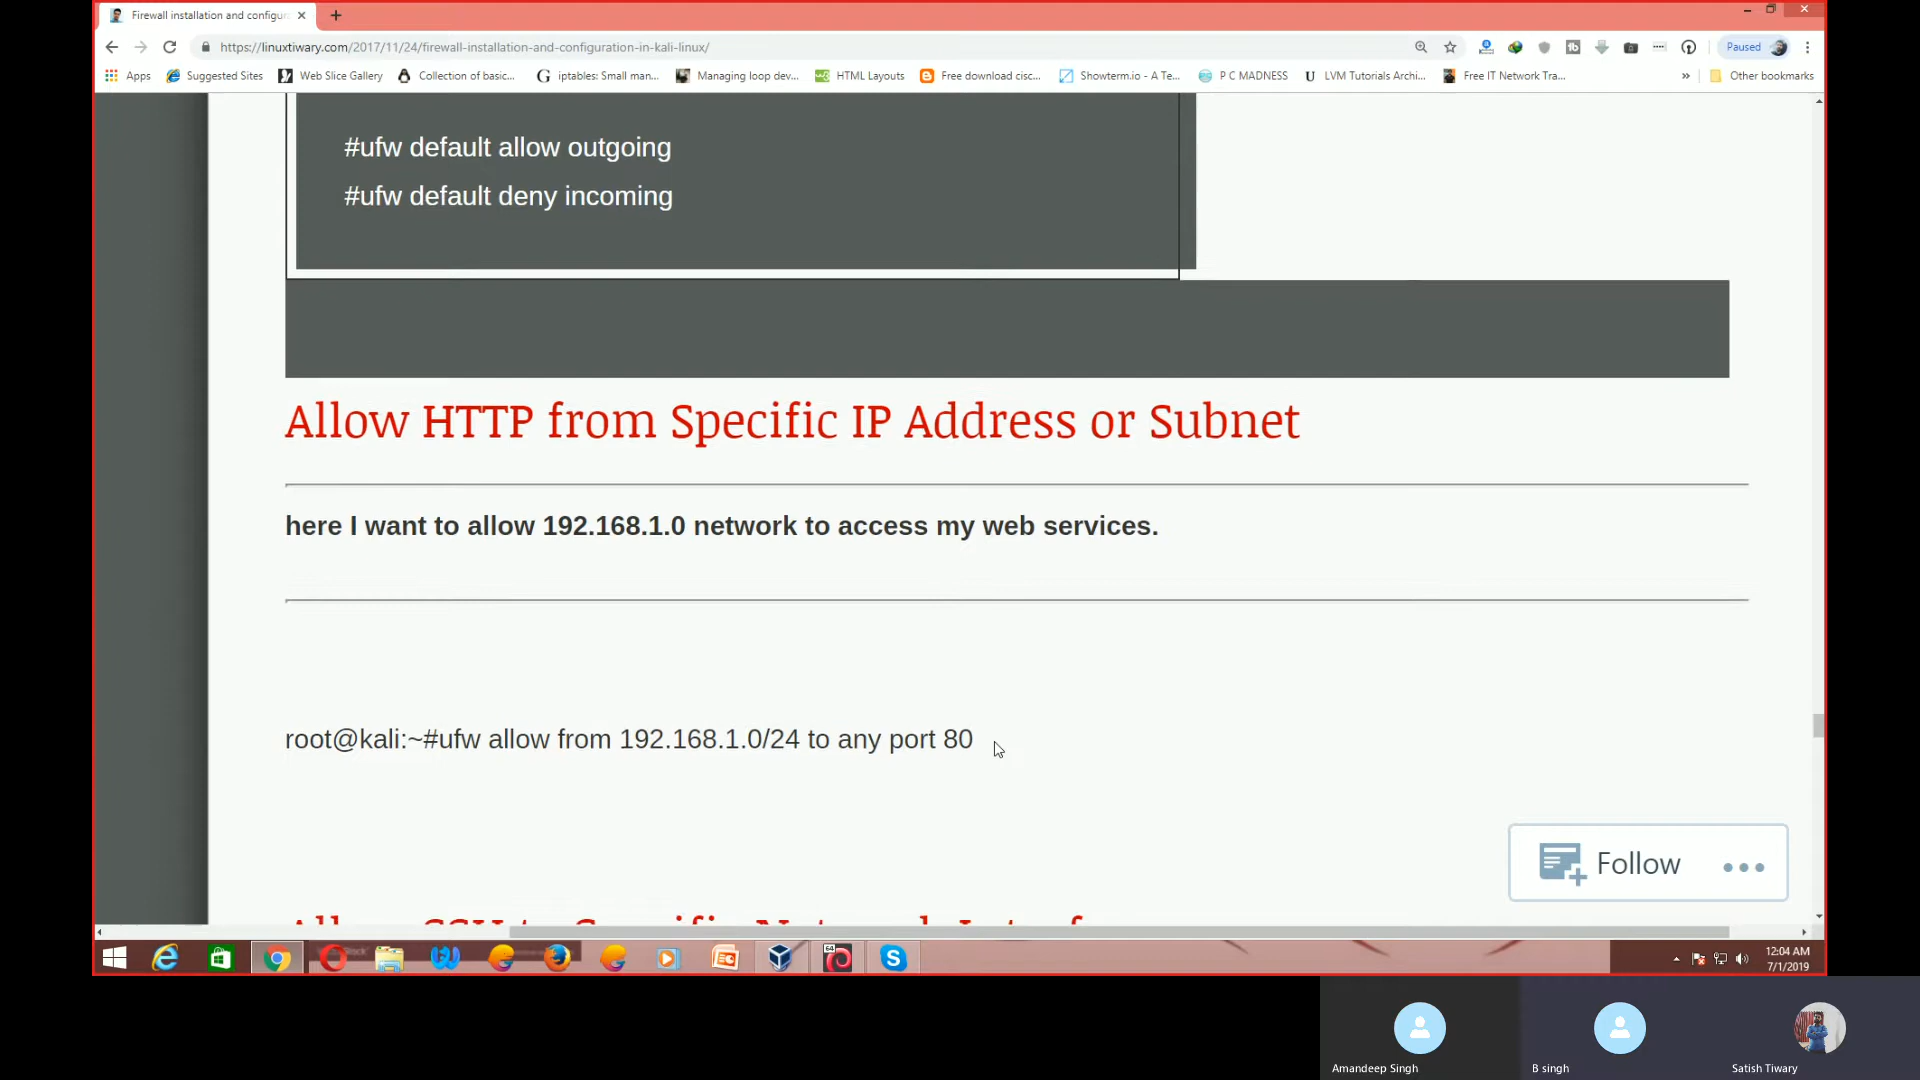 Firewall installation and configur
https://linuxtiwary.com/2017/11/24/firewall-installation-and-configuration-in-kali-linux/
Paused
Apps
Suggested Sites
Web Slice Gallery
Collection of basic...
iptables: Small man...
Managing loop dev...
HTML Layouts
Free download cisc...
Showterm.io - A Te...
P C MADNESS
LVM Tutorials Archi...
Free IT Network Tra...
»
Other bookmarks
#ufw default allow outgoing
#ufw default deny incoming
Allow HTTP from Specific IP Address or Subnet
here I want to allow 192.168.1.0 network to access my web services.
root@kali:~#ufw allow from 192.168.1.0/24 to any port 80
Follow
12:04 AM
7/1/2019
Amandeep Singh
B singh
Satish Tiwary